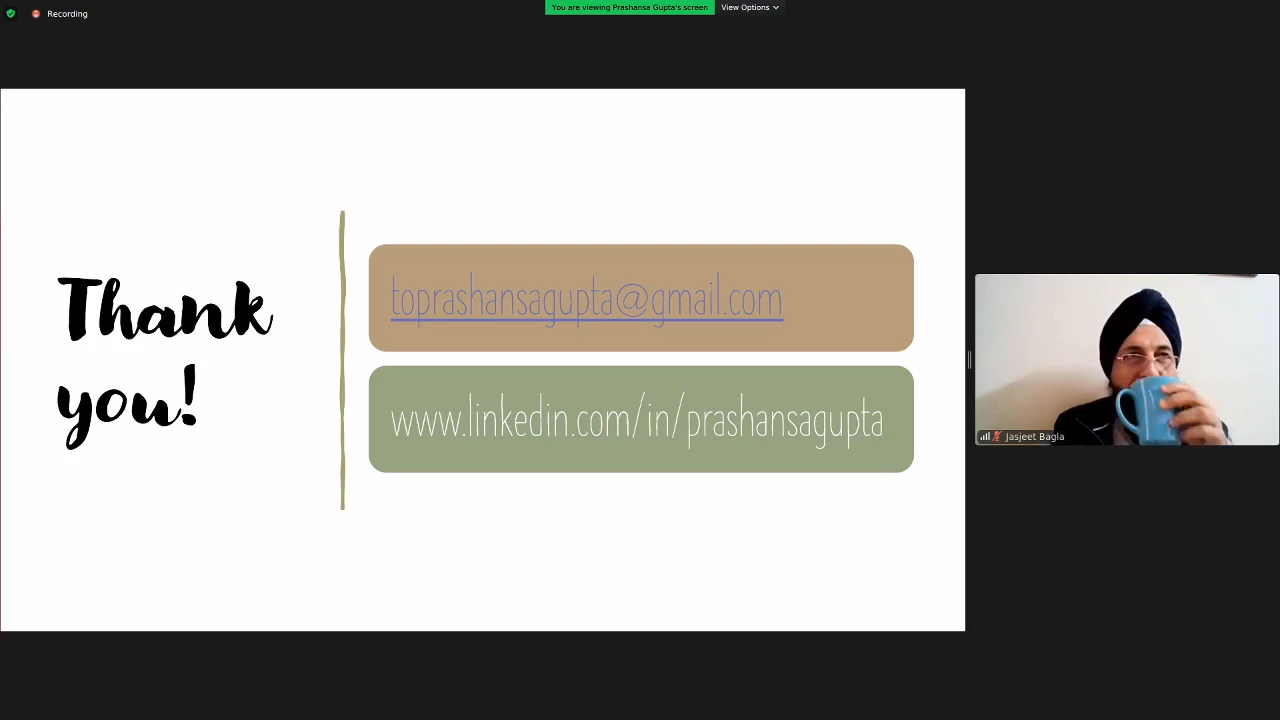 Recording
You are viewing Prashansa Gupta's screen
View Options
Thank
you!
toprashansagupta@gmail.com
www.linkedin.com/in/prashansagupta
Jasjeet Bagla